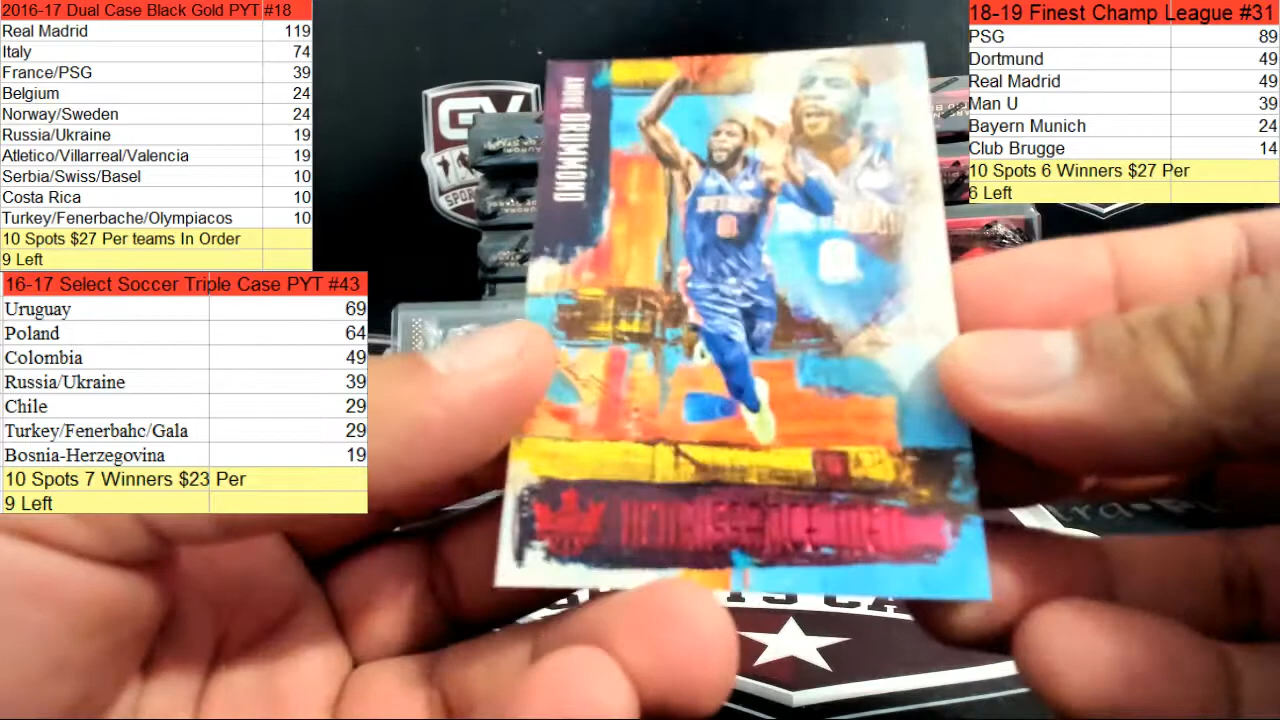 2016-17 Dual Case Black Gold PYT #18
Real Madrid 119
Italy 74
France/PSG 39
Belgium 24
Norway/Sweden 24
Russia/Ukraine 19
Atletico/Villarreal/Valencia 19
Serbia/Swiss/Basel 10
Costa Rica 10
Turkey/Fenerbache/Olympiacos 10
10 Spots $27 Per teams In Order
9 Left
16-17 Select Soccer Triple Case PYT #43
Uruguay 69
Poland 64
Colombia 49
Russia/Ukraine 39
Chile 29
Turkey/Fenerbahc/Gala 29
Bosnia-Herzegovina 19
10 Spots 7 Winners $23 Per
9 Left
18-19 Finest Champ League #31
PSG 89
Dortmund 49
Real Madrid 49
Man U 39
Bayern Munich 24
Club Brugge 14
10 Spots 6 Winners $27 Per
6 Left
ANDRE DRUMMOND
RENAISSANCE MEN
GV